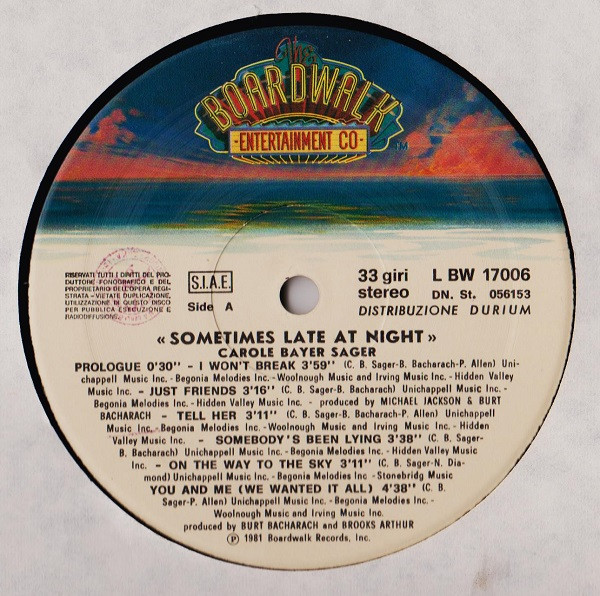 The
BOARDWALK
-ENTERTAINMENT CO-
TM
RISERVATI TUTTI I DIRITTI DEL PRO-
DUTTORE FONOGRAFICO E DEL
PROPRIETARIO DELL'OPERA REGI-
STRATA - VIETATE DUPLICAZIONE,
UTILIZZAZIONE DI QUESTO DISCO
PER PUBBLICA ESECUZIONE E
RADIODIFFUSIONE.
S.I.A.E.
Side A
33 giri L BW 17006
stereo DN. St. 056153
DISTRIBUZIONE DURIUM
« SOMETIMES LATE AT NIGHT »
CAROLE BAYER SAGER
PROLOGUE 0'30" - I WON'T BREAK 3'59" (C. B. Sager-B. Bacharach-P. Allen) Uni-
chappell Music Inc. - Begonia Melodies Inc. - Woolnough Music and Irving Music Inc. - Hidden Valley
Music Inc. - JUST FRIENDS 3'16" (C. B. Sager-B. Bacharach) Unichappell Music Inc. -
Begonia Melodies Inc. - Hidden Valley Music Inc. - produced by MICHAEL JACKSON & BURT
BACHARACH - TELL HER 3'11" (C. B. Sager-B. Bacharach-P. Allen) Unichappell
Music Inc. - Begonia Melodies Inc. - Woolnough Music and Irving Music Inc. - Hidden
Valley Music Inc. - SOMEBODY'S BEEN LYING 3'38" (C. B. Sager-
B. Bacharach) Unichappell Music Inc. - Begonia Melodies Inc. - Hidden Valley Music
Inc. - ON THE WAY TO THE SKY 3'11" (C. B. Sager-N. Dia-
mond) Unichappell Music Inc. - Begonia Melodies Inc. - Stonebridg Music
YOU AND ME (WE WANTED IT ALL) 4'38" (C. B.
Sager-P. Allen) Unichappell Music Inc. - Begonia Melodies Inc. -
Woolnough Music and Irving Music Inc.
produced by BURT BACHARACH and BROOKS ARTHUR
℗ 1981 Boardwalk Records, Inc.